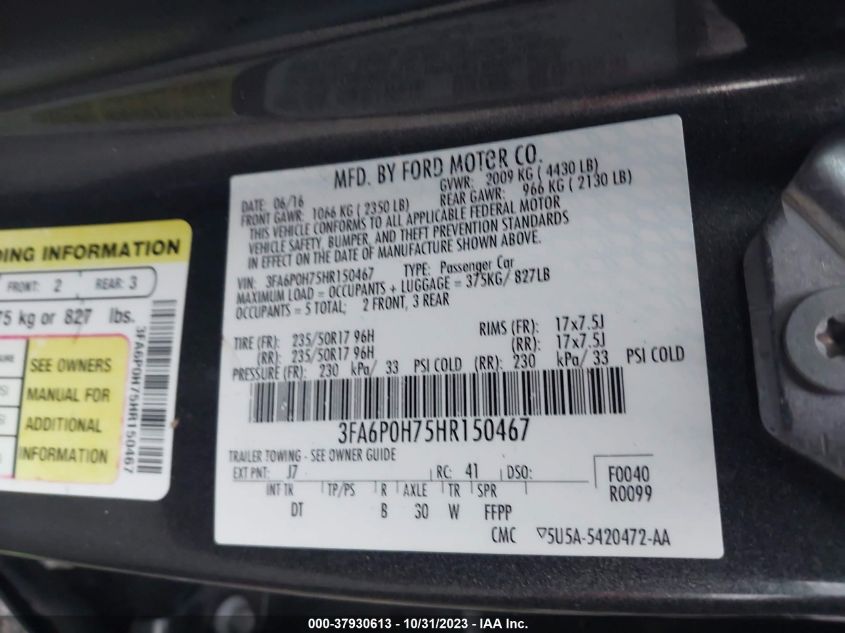 MFD. BY FORD MOTOR CO.
DATE: 06/16 GVWR: 2009 KG ( 4430 LB)
FRONT GAWR: 1066 KG ( 2350 LB) REAR GAWR: 966 KG ( 2130 LB)
THIS VEHICLE CONFORMS TO ALL APPLICABLE FEDERAL MOTOR
VEHICLE SAFETY, BUMPER, AND THEFT PREVENTION STANDARDS
IN EFFECT ON THE DATE OF MANUFACTURE SHOWN ABOVE.
VIN: 3FA6P0H75HR150467 TYPE: Passenger Car
MAXIMUM LOAD = OCCUPANTS + LUGGAGE = 375KG/ 827LB
OCCUPANTS = 5 TOTAL; 2 FRONT, 3 REAR
TIRE (FR): 235/50R17 96H RIMS (FR): 17x7.5J
(RR): 235/50R17 96H (RR): 17x7.5J
PRESSURE (FR): 230 kPa/ 33 PSI COLD (RR): 230 kPa/ 33 PSI COLD
3FA6P0H75HR150467
TRAILER TOWING - SEE OWNER GUIDE
EXT PNT: J7 RC: 41 DSO: F0040
R0099
INT TR TP/PS R AXLE TR SPR
DT B 30 W FFPP
CMC ▽5U5A-5420472-AA
INFORMATION
FRONT: 2 REAR: 3
kg or 827 lbs.
SEE OWNERS
MANUAL FOR
ADDITIONAL
INFORMATION
3FA6P0H75HR150467
000-37930613 - 10/31/2023 - IAA Inc.